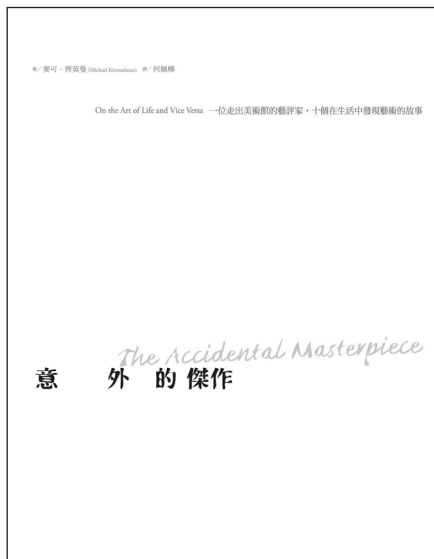 著／麥可・齊莫曼 (Michael Kimmelman) 譯／何佩樺
On the Art of Life and Vice Versa 一位走出美術館的藝評家，十個在生活中發現藝術的故事
The Accidental Masterpiece
意 外 的 傑作